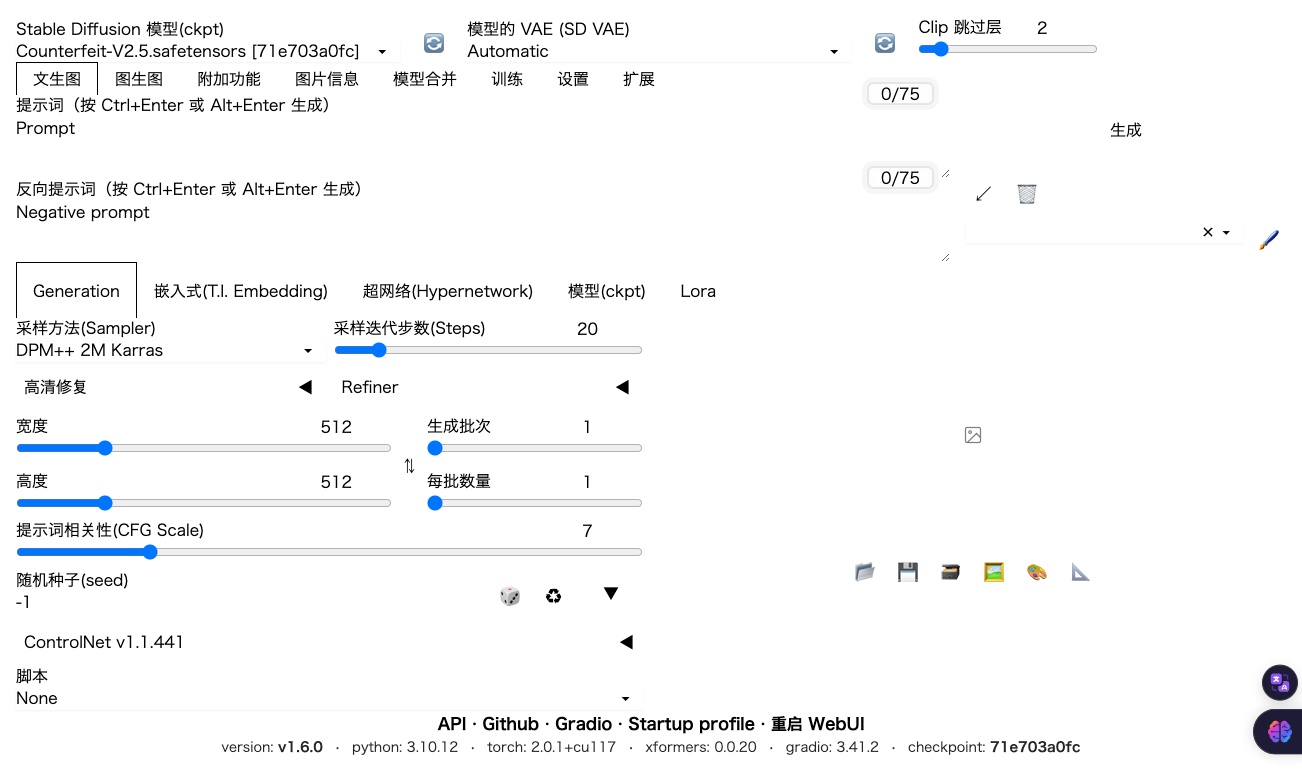 Stable Diffusion 模型(ckpt)
Counterfeit-V2.5.safetensors [71e703a0fc]
模型的 VAE (SD VAE)
Automatic
Clip 跳过层 2
文生图 图生图 附加功能 图片信息 模型合并 训练 设置 扩展
提示词（按 Ctrl+Enter 或 Alt+Enter 生成）
Prompt
0/75
生成
反向提示词（按 Ctrl+Enter 或 Alt+Enter 生成）
Negative prompt
0/75
Generation 嵌入式(T.I. Embedding) 超网络(Hypernetwork) 模型(ckpt) Lora
采样方法(Sampler)
DPM++ 2M Karras
采样迭代步数(Steps) 20
高清修复 Refiner
宽度 512
生成批次 1
高度 512
每批数量 1
提示词相关性(CFG Scale) 7
随机种子(seed)
-1
ControlNet v1.1.441
脚本
None
API · Github · Gradio · Startup profile · 重启 WebUI
version: v1.6.0 · python: 3.10.12 · torch: 2.0.1+cu117 · xformers: 0.0.20 · gradio: 3.41.2 · checkpoint: 71e703a0fc